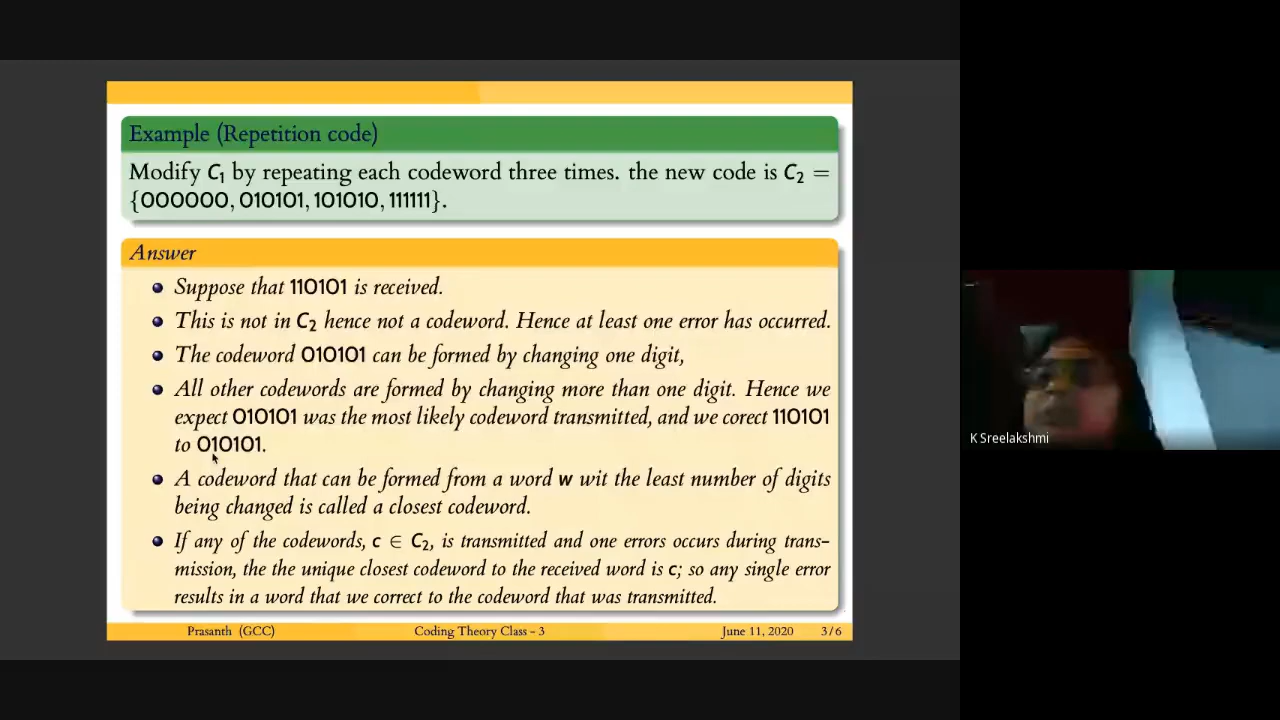 Example (Repetition code)
Modify C₁ by repeating each codeword three times. the new code is C₂ =
{000000, 010101, 101010, 111111}.
Answer
Suppose that 110101 is received.
This is not in C₂ hence not a codeword. Hence at least one error has occurred.
The codeword 010101 can be formed by changing one digit,
All other codewords are formed by changing more than one digit. Hence we
expect 010101 was the most likely codeword transmitted, and we corect 110101
to 010101.
A codeword that can be formed from a word w wit the least number of digits
being changed is called a closest codeword.
If any of the codewords, c ∈ C₂, is transmitted and one errors occurs during trans-
mission, the the unique closest codeword to the received word is c; so any single error
results in a word that we correct to the codeword that was transmitted.
Prasanth (GCC) Coding Theory Class - 3 June 11, 2020 3 / 6
K Sreelakshmi